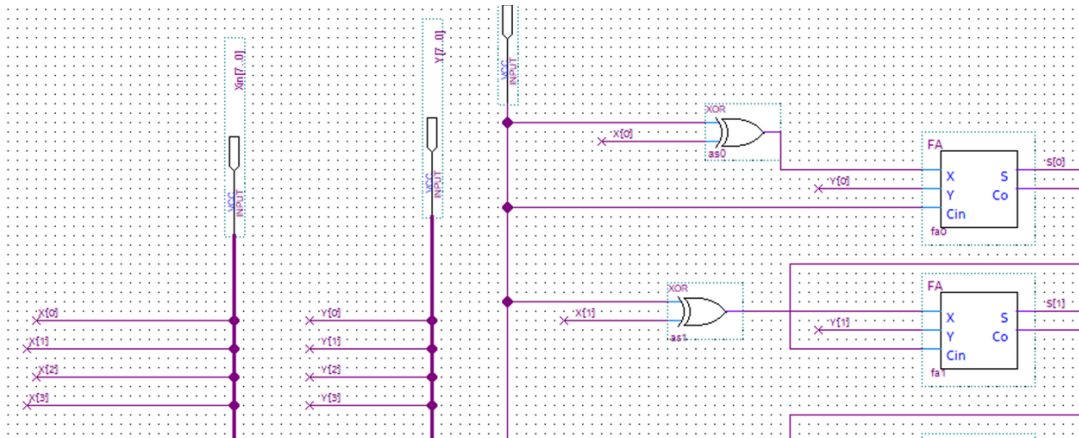 Xin[7..0]
VCC
INPUT
X[0]
X[1]
X[2]
X[3]
Y[7..0]
VCC
INPUT
Y[0]
Y[1]
Y[2]
Y[3]
VCC
INPUT
XOR
X[0]
as0
FA
X S
Y Co
Cin
fa0
Y[0]
S[0]
XOR
X[1]
as1
FA
X S
Y Co
Cin
fa1
Y[1]
S[1]